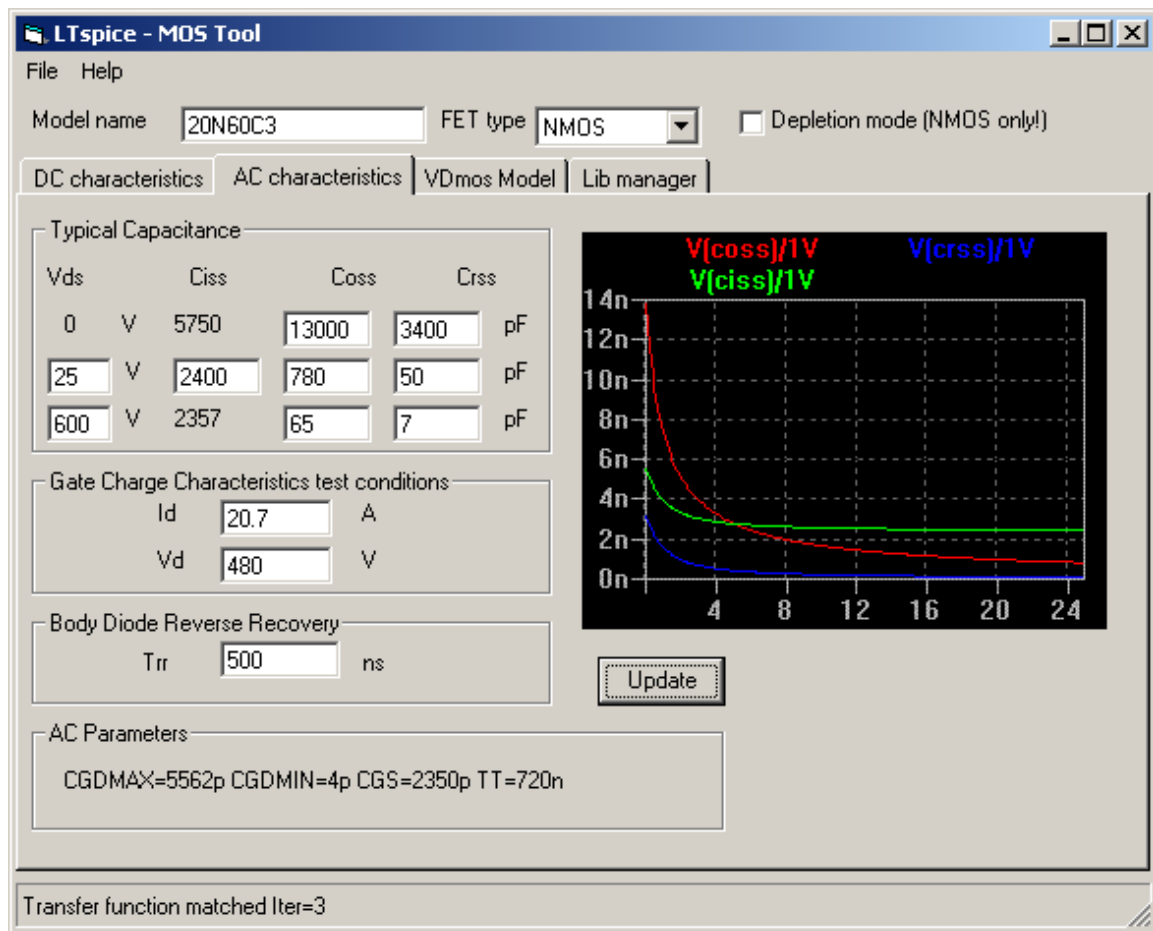 LTspice - MOS Tool
File Help
Model name 20N60C3 FET type NMOS Depletion mode (NMOS only!)
DC characteristics AC characteristics VDmos Model Lib manager
Typical Capacitance
Vds Ciss Coss Crss
0 V 5750 13000 3400 pF
25 V 2400 780 50 pF
600 V 2357 65 7 pF
Gate Charge Characteristics test conditions
Id 20.7 A
Vd 480 V
Body Diode Reverse Recovery
Trr 500 ns
AC Parameters
CGDMAX=5562p CGDMIN=4p CGS=2350p TT=720n
V(coss)/1V V(crss)/1V
V(ciss)/1V
14n
12n
10n
8n
6n
4n
2n
0n
4 8 12 16 20 24
Update
Transfer function matched Iter=3